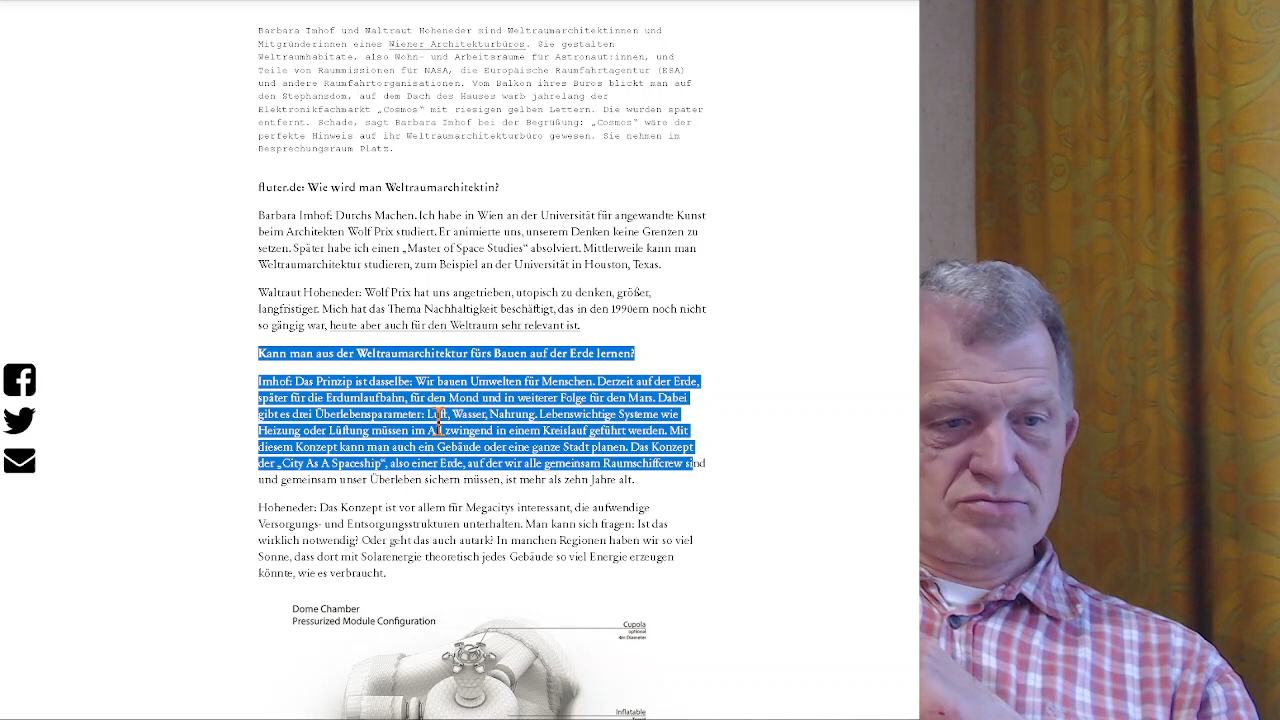 Barbara Imhof und Waltraut Hoheneder sind Weltraumarchitektinnen und
Mitgründerinnen eines Wiener Architekturbüros. Sie gestalten
Weltraumhabitate, also Wohn- und Arbeitsräume für Astronaut:innen, und
Teile von Raummissionen für NASA, die Europäische Raumfahrtagentur (ESA)
und andere Raumfahrtorganisationen. Vom Balkon ihres Büros blickt man auf
den Stephansdom, auf dem Dach des Hauses warb jahrelang der
Elektronikfachmarkt „Cosmos“ mit riesigen gelben Lettern. Die wurden später
entfernt. Schade, sagt Barbara Imhof bei der Begrüßung: „Cosmos“ wäre der
perfekte Hinweis auf ihr Weltraumarchitekturbüro gewesen. Sie nehmen im
Besprechungsraum Platz.
fluter.de: Wie wird man Weltraumarchitektin?
Barbara Imhof: Durchs Machen. Ich habe in Wien an der Universität für angewandte Kunst
beim Architekten Wolf Prix studiert. Er animierte uns, unserem Denken keine Grenzen zu
setzen. Später habe ich einen „Master of Space Studies“ absolviert. Mittlerweile kann man
Weltraumarchitektur studieren, zum Beispiel an der Universität in Houston, Texas.
Waltraut Hoheneder: Wolf Prix hat uns angetrieben, utopisch zu denken, größer,
langfristiger. Mich hat das Thema Nachhaltigkeit beschäftigt, das in den 1990ern noch nicht
so gängig war, heute aber auch für den Weltraum sehr relevant ist.
Kann man aus der Weltraumarchitektur fürs Bauen auf der Erde lernen?
Imhof: Das Prinzip ist dasselbe: Wir bauen Umwelten für Menschen. Derzeit auf der Erde,
später für die Erdumlaufbahn, für den Mond und in weiterer Folge für den Mars. Dabei
gibt es drei Überlebensparameter: Luft, Wasser, Nahrung. Lebenswichtige Systeme wie
Heizung oder Lüftung müssen im All zwingend in einem Kreislauf geführt werden. Mit
diesem Konzept kann man auch ein Gebäude oder eine ganze Stadt planen. Das Konzept
der „City As A Spaceship“, also einer Erde, auf der wir alle gemeinsam Raumschiffcrew sind
und gemeinsam unser Überleben sichern müssen, ist mehr als zehn Jahre alt.
Hoheneder: Das Konzept ist vor allem für Megacitys interessant, die aufwendige
Versorgungs- und Entsorgungsstrukturen unterhalten. Man kann sich fragen: Ist das
wirklich notwendig? Oder geht das auch autark? In manchen Regionen haben wir so viel
Sonne, dass dort mit Solarenergie theoretisch jedes Gebäude so viel Energie erzeugen
könnte, wie es verbraucht.
Dome Chamber
Pressurized Module Configuration
Cupola
optional
4m Diameter
Inflatable